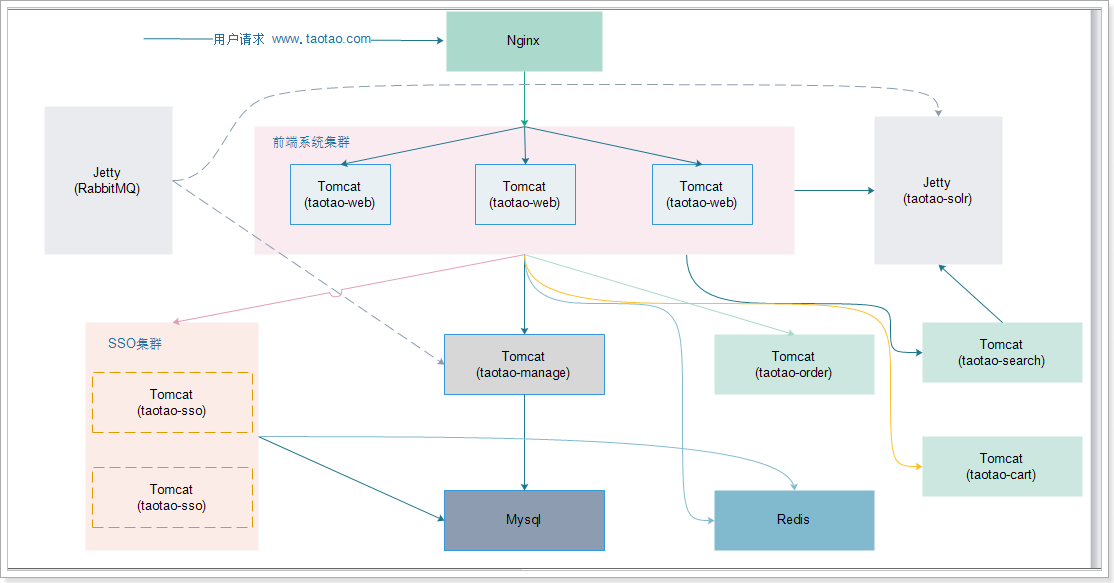 用户请求 www.taotao.com
Nginx
Jetty
(RabbitMQ)
前端系统集群
Tomcat
(taotao-web)
Tomcat
(taotao-web)
Tomcat
(taotao-web)
Jetty
(taotao-solr)
SSO集群
Tomcat
(taotao-sso)
Tomcat
(taotao-sso)
Tomcat
(taotao-manage)
Tomcat
(taotao-order)
Tomcat
(taotao-search)
Tomcat
(taotao-cart)
Mysql
Redis